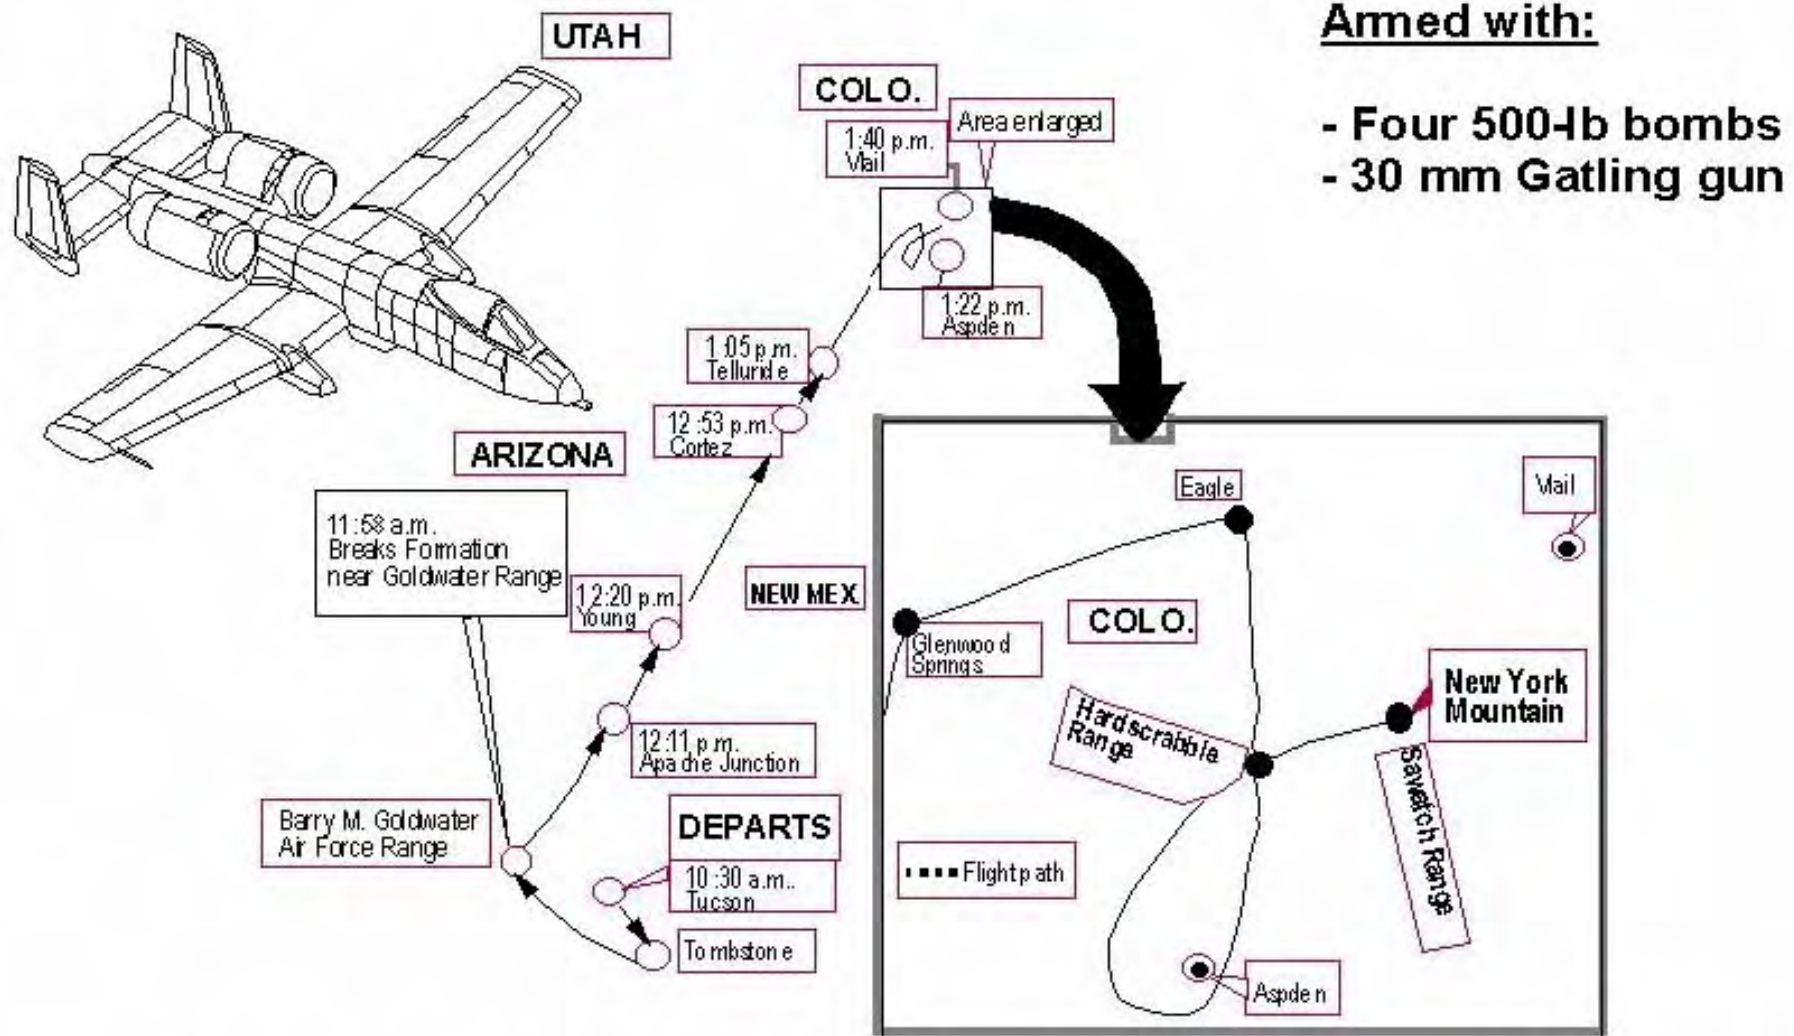 UTAH
Armed with:
- Four 500-lb bombs
- 30 mm Gatling gun
COLO.
Area enlarged
1:40 p.m.
Vail
1:22 p.m.
Aspden
1:05 p.m.
Telluride
12:53 p.m.
Cortez
ARIZONA
11:58 a.m.
Breaks Formation
near Goldwater Range
12:20 p.m.
Young
NEW MEX.
12:11 p.m.
Apache Junction
Barry M. Goldwater
Air Force Range
DEPARTS
10:30 a.m..
Tucson
Tombstone
Eagle
Vail
COLO.
Glenwood
Springs
New York
Mountain
Hardscrabble
Range
Sawatch Range
Flightpath
Aspden